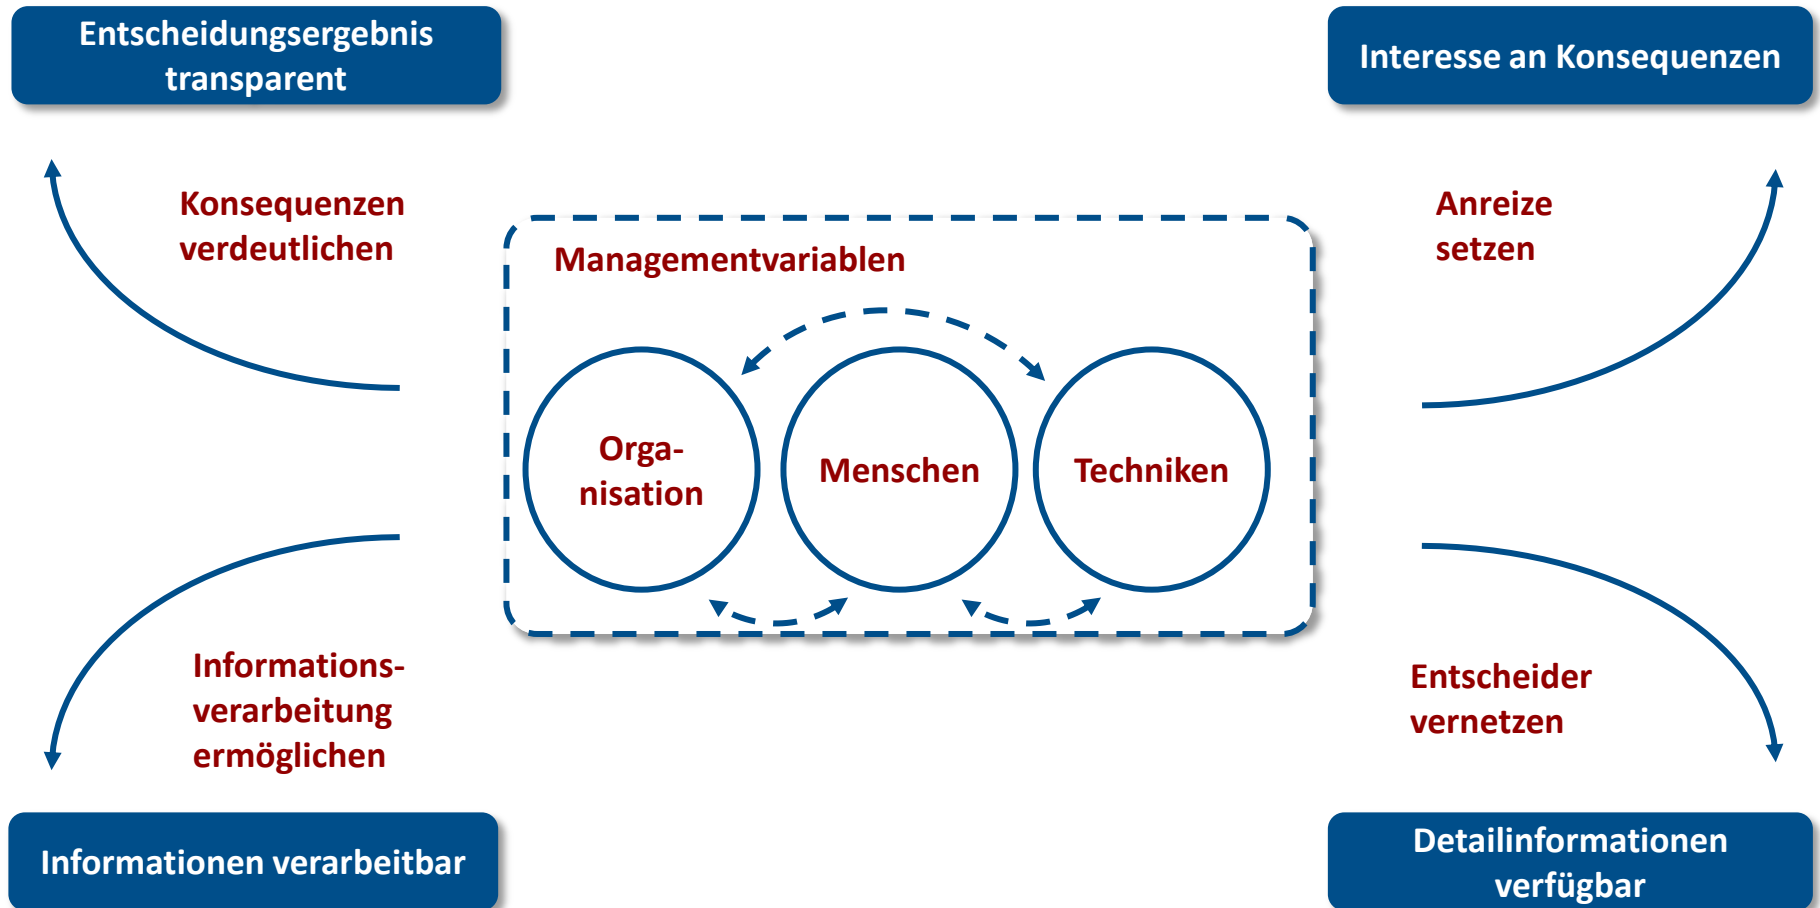 Entscheidungsergebnis
transparent
Interesse an Konsequenzen
Konsequenzen
verdeutlichen
Anreize
setzen
Managementvariablen
Orga-
nisation
Menschen
Techniken
Informations-
verarbeitung
ermöglichen
Entscheider
vernetzen
Informationen verarbeitbar
Detailinformationen
verfügbar